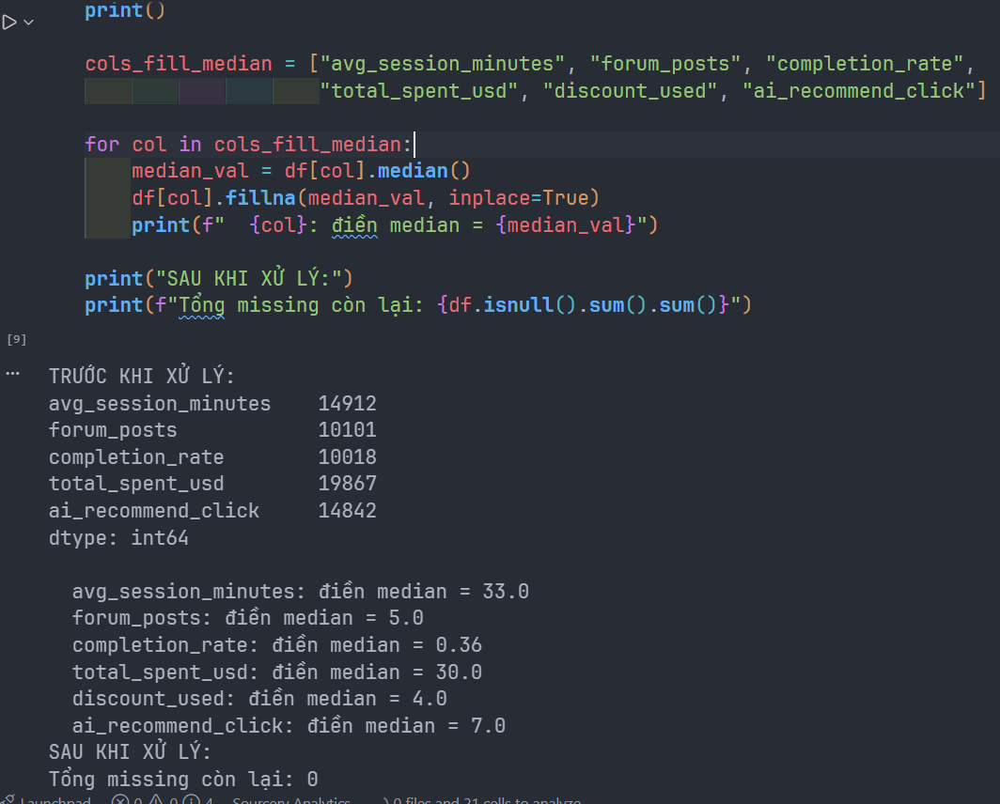 print()
cols_fill_median = ["avg_session_minutes", "forum_posts", "completion_rate",
"total_spent_usd", "discount_used", "ai_recommend_click"]
for col in cols_fill_median:
median_val = df[col].median()
df[col].fillna(median_val, inplace=True)
print(f"  {col}: điền median = {median_val}")
print("SAU KHI XỬ LÝ:")
print(f"Tổng missing còn lại: {df.isnull().sum().sum()}")
[9]
... TRƯỚC KHI XỬ LÝ:
avg_session_minutes    14912
forum_posts            10101
completion_rate        10018
total_spent_usd        19867
ai_recommend_click     14842
dtype: int64
avg_session_minutes: điền median = 33.0
forum_posts: điền median = 5.0
completion_rate: điền median = 0.36
total_spent_usd: điền median = 30.0
discount_used: điền median = 4.0
ai_recommend_click: điền median = 7.0
SAU KHI XỬ LÝ:
Tổng missing còn lại: 0
Launchpad 0 0 4 Sourcery Analytics 0 files and 21 cells to analyze